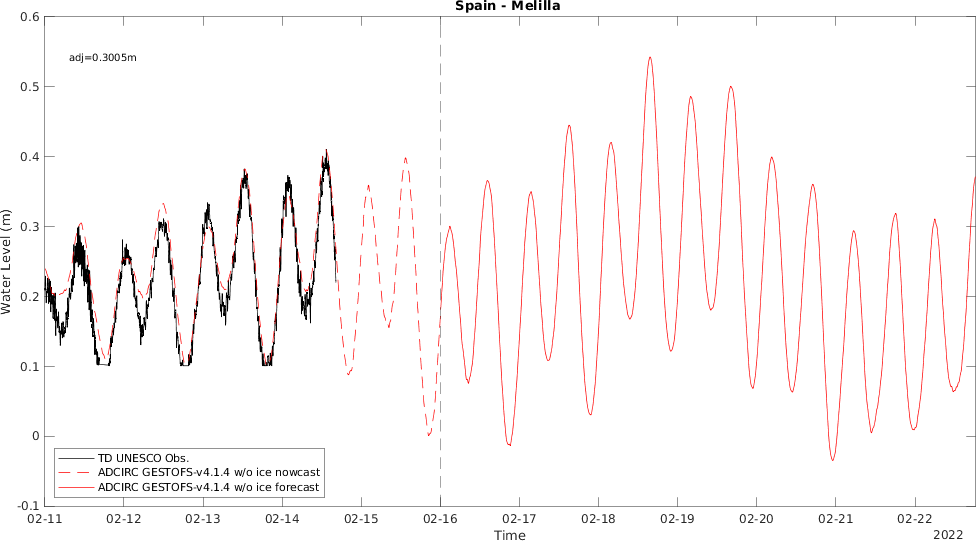 Spain - Melilla
0.6
adj=0.3005m
0.5
0.4
0.3
0.2
0.1
0
-0.1
Water Level (m)
TD UNESCO Obs.
ADCIRC GESTOFS-v4.1.4 w/o ice nowcast
ADCIRC GESTOFS-v4.1.4 w/o ice forecast
02-11 02-12 02-13 02-14 02-15 02-16 02-17 02-18 02-19 02-20 02-21 02-22
Time
2022